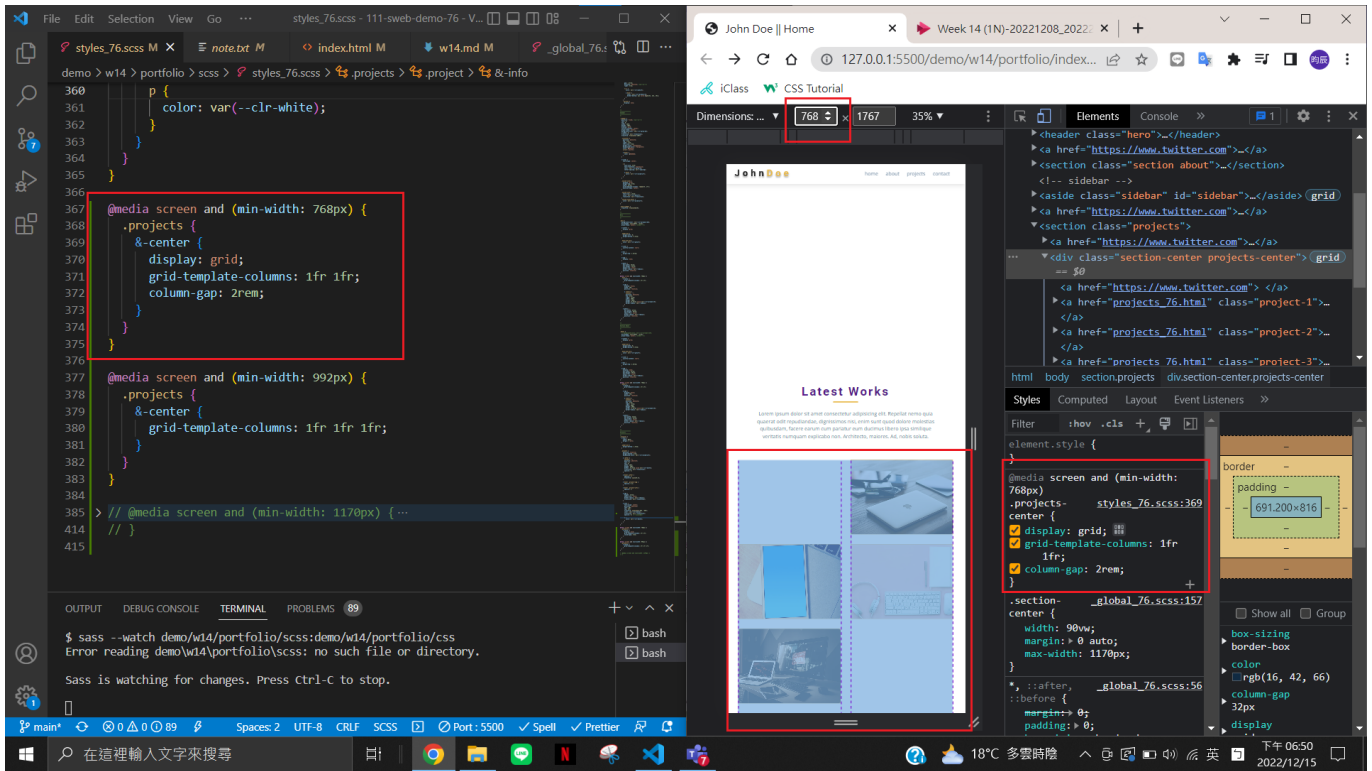 File Edit Selection View Go ··· styles_76.scss - 111-sweb-demo-76 - V...
styles_76.scss M note.txt M index.html M w14.md M _global_76.s
demo > w14 > portfolio > scss > styles_76.scss > .projects > .project > &-info
360 p {
361 color: var(--clr-white);
362 }
363 }
364 }
365 }
366
367 @media screen and (min-width: 768px) {
368 .projects {
369 &-center {
370 display: grid;
371 grid-template-columns: 1fr 1fr;
372 column-gap: 2rem;
373 }
374 }
375 }
376
377 @media screen and (min-width: 992px) {
378 .projects {
379 &-center {
380 grid-template-columns: 1fr 1fr 1fr;
381 }
382 }
383 }
384
385 > // @media screen and (min-width: 1170px) {···
414 // }
415
OUTPUT DEBUG CONSOLE TERMINAL PROBLEMS 89
$ sass --watch demo/w14/portfolio/scss:demo/w14/portfolio/css
Error reading demo\w14\portfolio\scss: no such file or directory.
Sass is watching for changes. Press Ctrl-C to stop.
bash
bash
7
1
main* 0 0 89 Spaces: 2 UTF-8 CRLF SCSS Port : 5500 Spell Prettier
John Doe || Home Week 14 (1N)-20221208_2022
127.0.0.1:5500/demo/w14/portfolio/index...
昀辰
iClass CSS Tutorial
Dimensions: ... 768 × 1767 35%
JohnDoe home about projects contact
Latest Works
Lorem ipsum dolor sit amet consectetur adipisicing elit. Repellat nemo quia
Elements Console » 1
<header class="hero">…</header>
<a href="https://www.twitter.com">…</a>
<section class="section about">…</section>
<!-- sidebar -->
<aside class="sidebar" id="sidebar">…</aside> grid
<a href="https://www.twitter.com">…</a>
<section class="projects">
<a href="https://www.twitter.com">…</a>
<div class="section-center projects-center"> grid
== $0
<a href="https://www.twitter.com"> </a>
<a href="projects_76.html" class="project-1">…
</a>
<a href="projects_76.html" class="project-2">…
</a>
<a href="projects_76.html" class="project-3">…
html body section.projects div.section-center.projects-center
Styles Computed Layout Event Listeners »
Filter :hov .cls
element.style {
}
@media screen and (min-width:
768px)
.projects- styles_76.scss:369
center {
display: grid;
grid-template-columns: 1fr
1fr;
column-gap: 2rem;
}
.section- _global_76.scss:157
center {
width: 90vw;
margin: 0 auto;
max-width: 1170px;
}
*, ::after, _global_76.scss:56
::before {
margin: 0;
padding: 0;
border
padding
691.200×816
Show all Group
box-sizing
border-box
color
rgb(16, 42, 66)
column-gap
32px
display
在這裡輸入文字來搜尋
7
18°C 多雲時陰
英
下午 06:50
2022/12/15